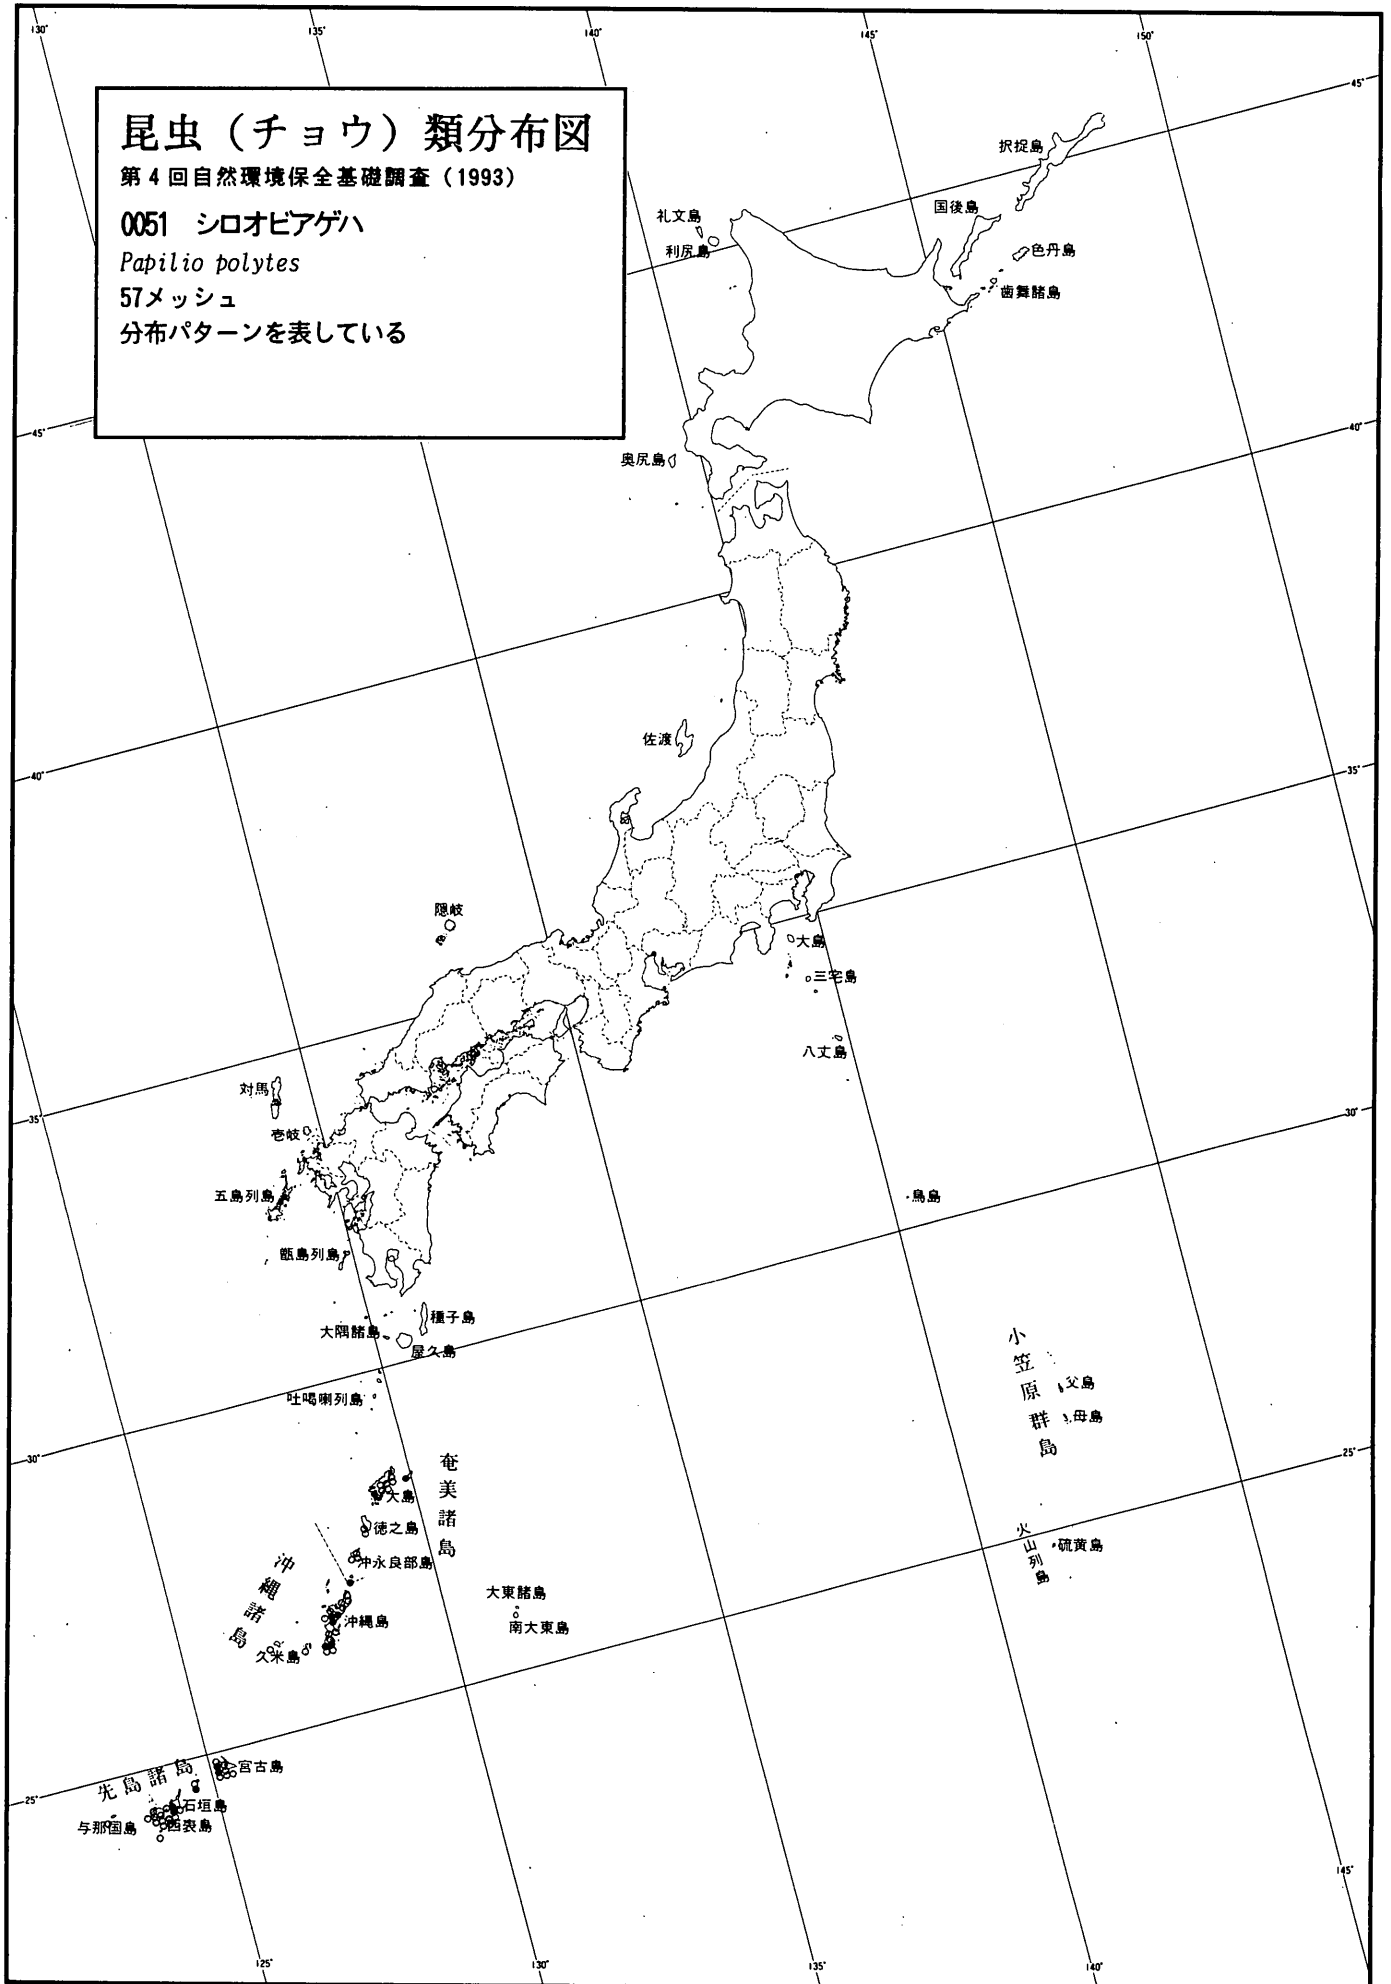 130°
135°
140°
145°
150°
昆虫（チョウ）類分布図
第4回自然環境保全基礎調査（1993）
0051　シロオビアゲハ
Papilio polytes
57メッシュ
分布パターンを表している
45°
択捉島
国後島
礼文島
利尻島
色丹島
歯舞諸島
45°
40°
奥尻島
佐渡
40°
35°
隠岐
大島
三宅島
八丈島
対馬
35°
壱岐
30°
五島列島
鳥島
甑島列島
種子島
大隅諸島
屋久島
吐噶喇列島
小笠原群島
父島
母島
30°
25°
奄美諸島
大島
徳之島
沖永良部島
火山列島
硫黄島
沖縄諸島
大東諸島
沖縄島
南大東島
久米島
先島諸島
宮古島
25°
石垣島
与那国島
西表島
145°
125°
130°
135°
140°